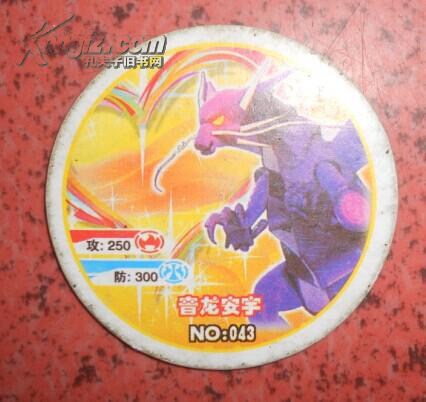 Kongfz.com
孔夫子旧书网
攻: 250 火
防: 300 水
音龙安宇
NO:043